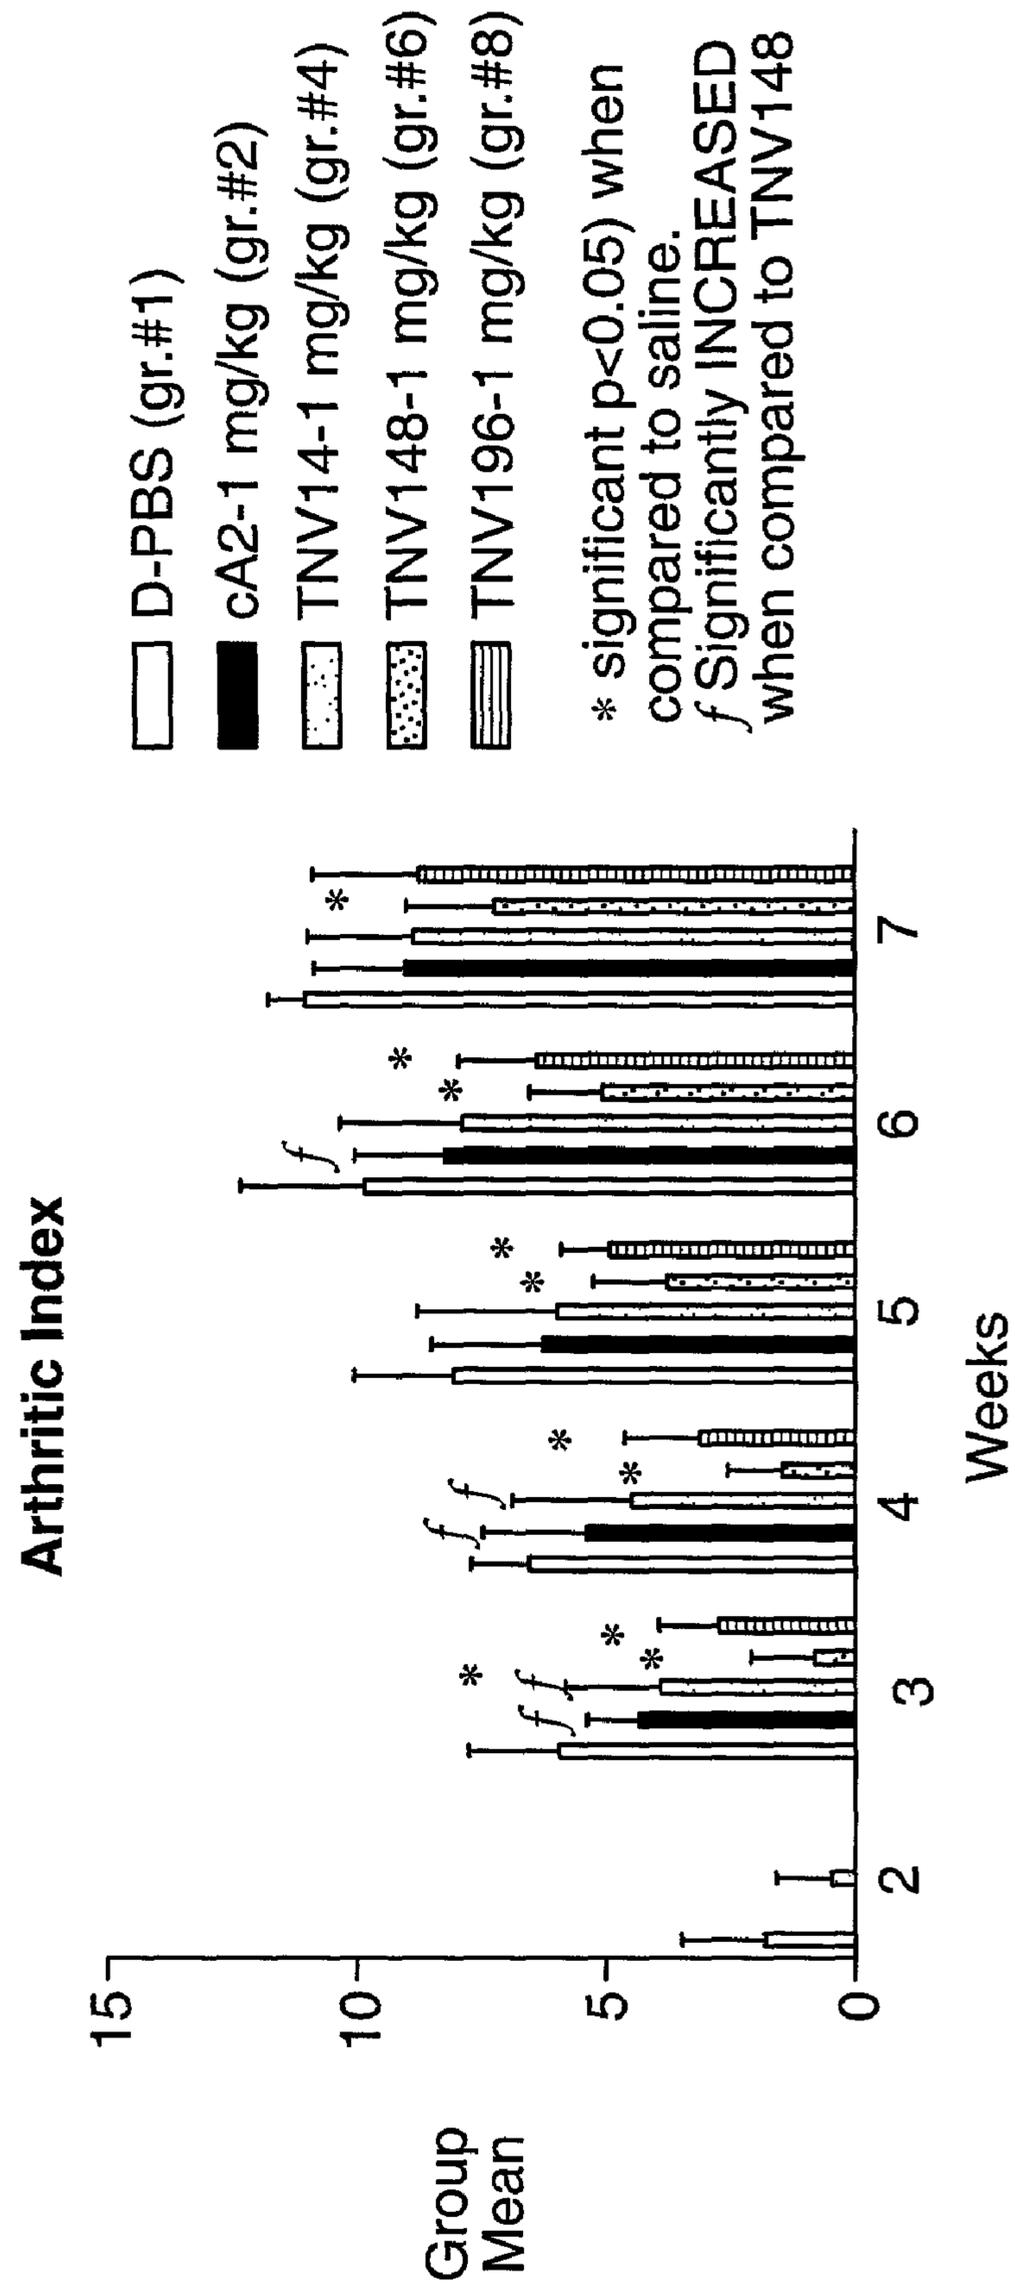 Arthritic Index
Group
Mean
15
10
5
0
* * * * * * * * * *
f f f f f
2 3 4 5 6 7
Weeks
D-PBS (gr.#1)
cA2-1 mg/kg (gr.#2)
TNV14-1 mg/kg (gr.#4)
TNV148-1 mg/kg (gr.#6)
TNV196-1 mg/kg (gr.#8)
* significant p<0.05) when
compared to saline.
f Significantly INCREASED
when compared to TNV148